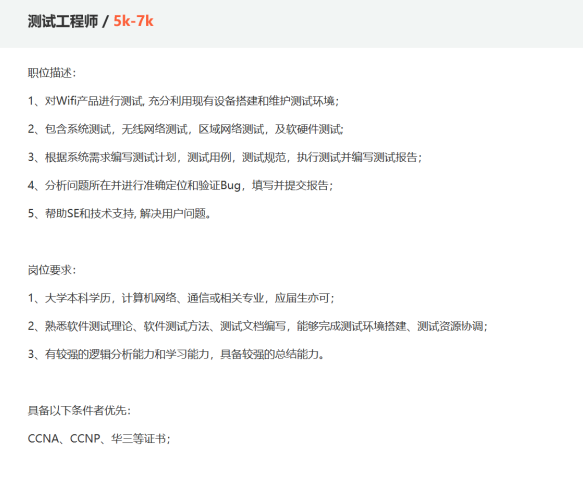 测试工程师 / 5k-7k
职位描述：
1、对Wifi产品进行测试, 充分利用现有设备搭建和维护测试环境；
2、包含系统测试，无线网络测试，区域网络测试，及软硬件测试;
3、根据系统需求编写测试计划，测试用例，测试规范，执行测试并编写测试报告；
4、分析问题所在并进行准确定位和验证Bug，填写并提交报告；
5、帮助SE和技术支持, 解决用户问题。
岗位要求：
1、大学本科学历，计算机网络、通信或相关专业，应届生亦可；
2、熟悉软件测试理论、软件测试方法、测试文档编写，能够完成测试环境搭建、测试资源协调；
3、有较强的逻辑分析能力和学习能力，具备较强的总结能力。
具备以下条件者优先：
CCNA、CCNP、华三等证书；